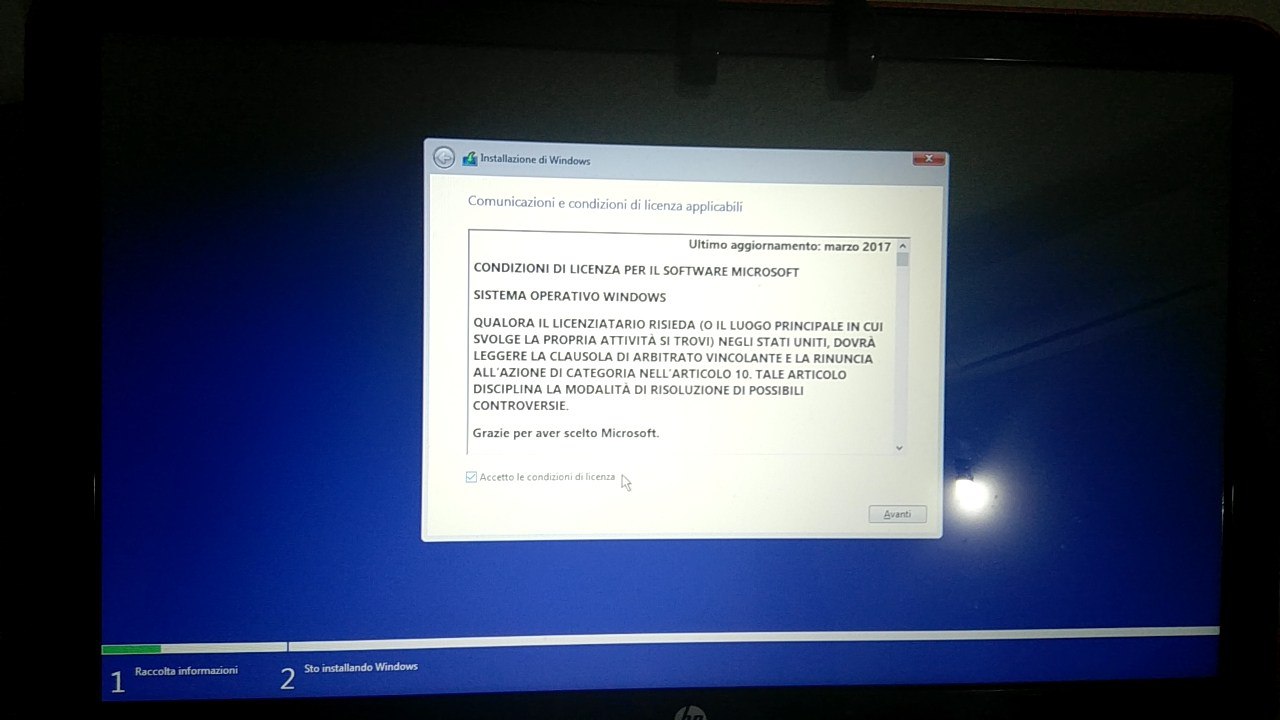 Installazione di Windows
Comunicazioni e condizioni di licenza applicabili
Ultimo aggiornamento: marzo 2017
CONDIZIONI DI LICENZA PER IL SOFTWARE MICROSOFT
SISTEMA OPERATIVO WINDOWS
QUALORA IL LICENZIATARIO RISIEDA (O IL LUOGO PRINCIPALE IN CUI
SVOLGE LA PROPRIA ATTIVITÀ SI TROVI) NEGLI STATI UNITI, DOVRÀ
LEGGERE LA CLAUSOLA DI ARBITRATO VINCOLANTE E LA RINUNCIA
ALL'AZIONE DI CATEGORIA NELL'ARTICOLO 10. TALE ARTICOLO
DISCIPLINA LA MODALITÀ DI RISOLUZIONE DI POSSIBILI
CONTROVERSIE.
Grazie per aver scelto Microsoft.
Accetto le condizioni di licenza
Avanti
1 Raccolta informazioni
2 Sto installando Windows
hp